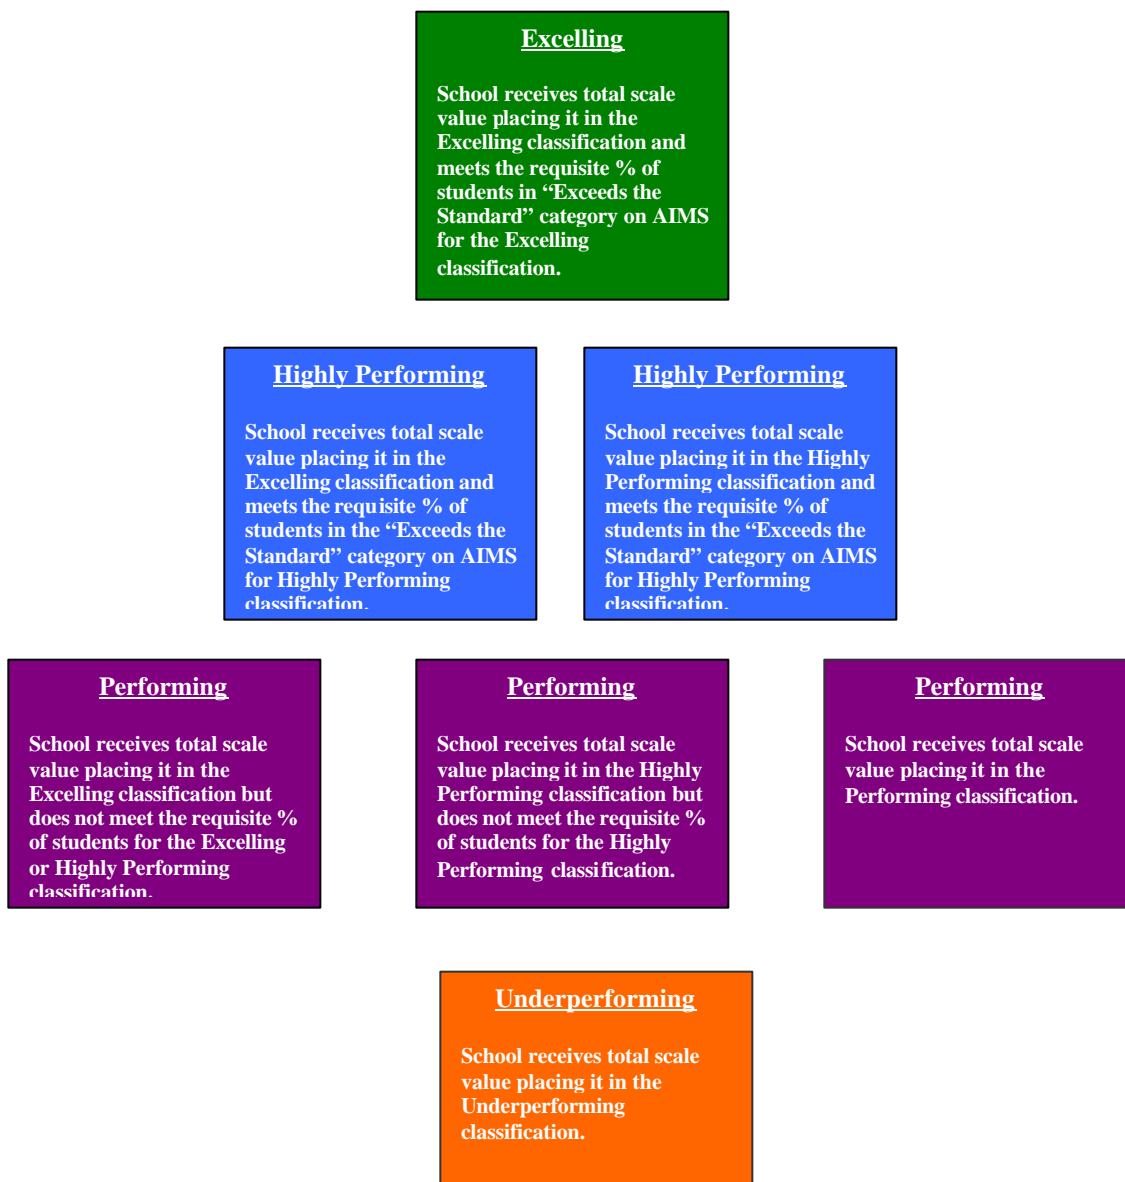 Excelling
School receives total scale
value placing it in the
Excelling classification and
meets the requisite % of
students in “Exceeds the
Standard” category on AIMS
for the Excelling
classification.
Highly Performing
School receives total scale
value placing it in the
Excelling classification and
meets the requisite % of
students in the “Exceeds the
Standard” category on AIMS
for Highly Performing
classification.
Highly Performing
School receives total scale
value placing it in the Highly
Performing classification and
meets the requisite % of
students in the “Exceeds the
Standard” category on AIMS
for Highly Performing
classification.
Performing
School receives total scale
value placing it in the
Excelling classification but
does not meet the requisite %
of students for the Excelling
or Highly Performing
classification.
Performing
School receives total scale
value placing it in the Highly
Performing classification but
does not meet the requisite %
of students for the Highly
Performing classification.
Performing
School receives total scale
value placing it in the
Performing classification.
Underperforming
School receives total scale
value placing it in the
Underperforming
classification.